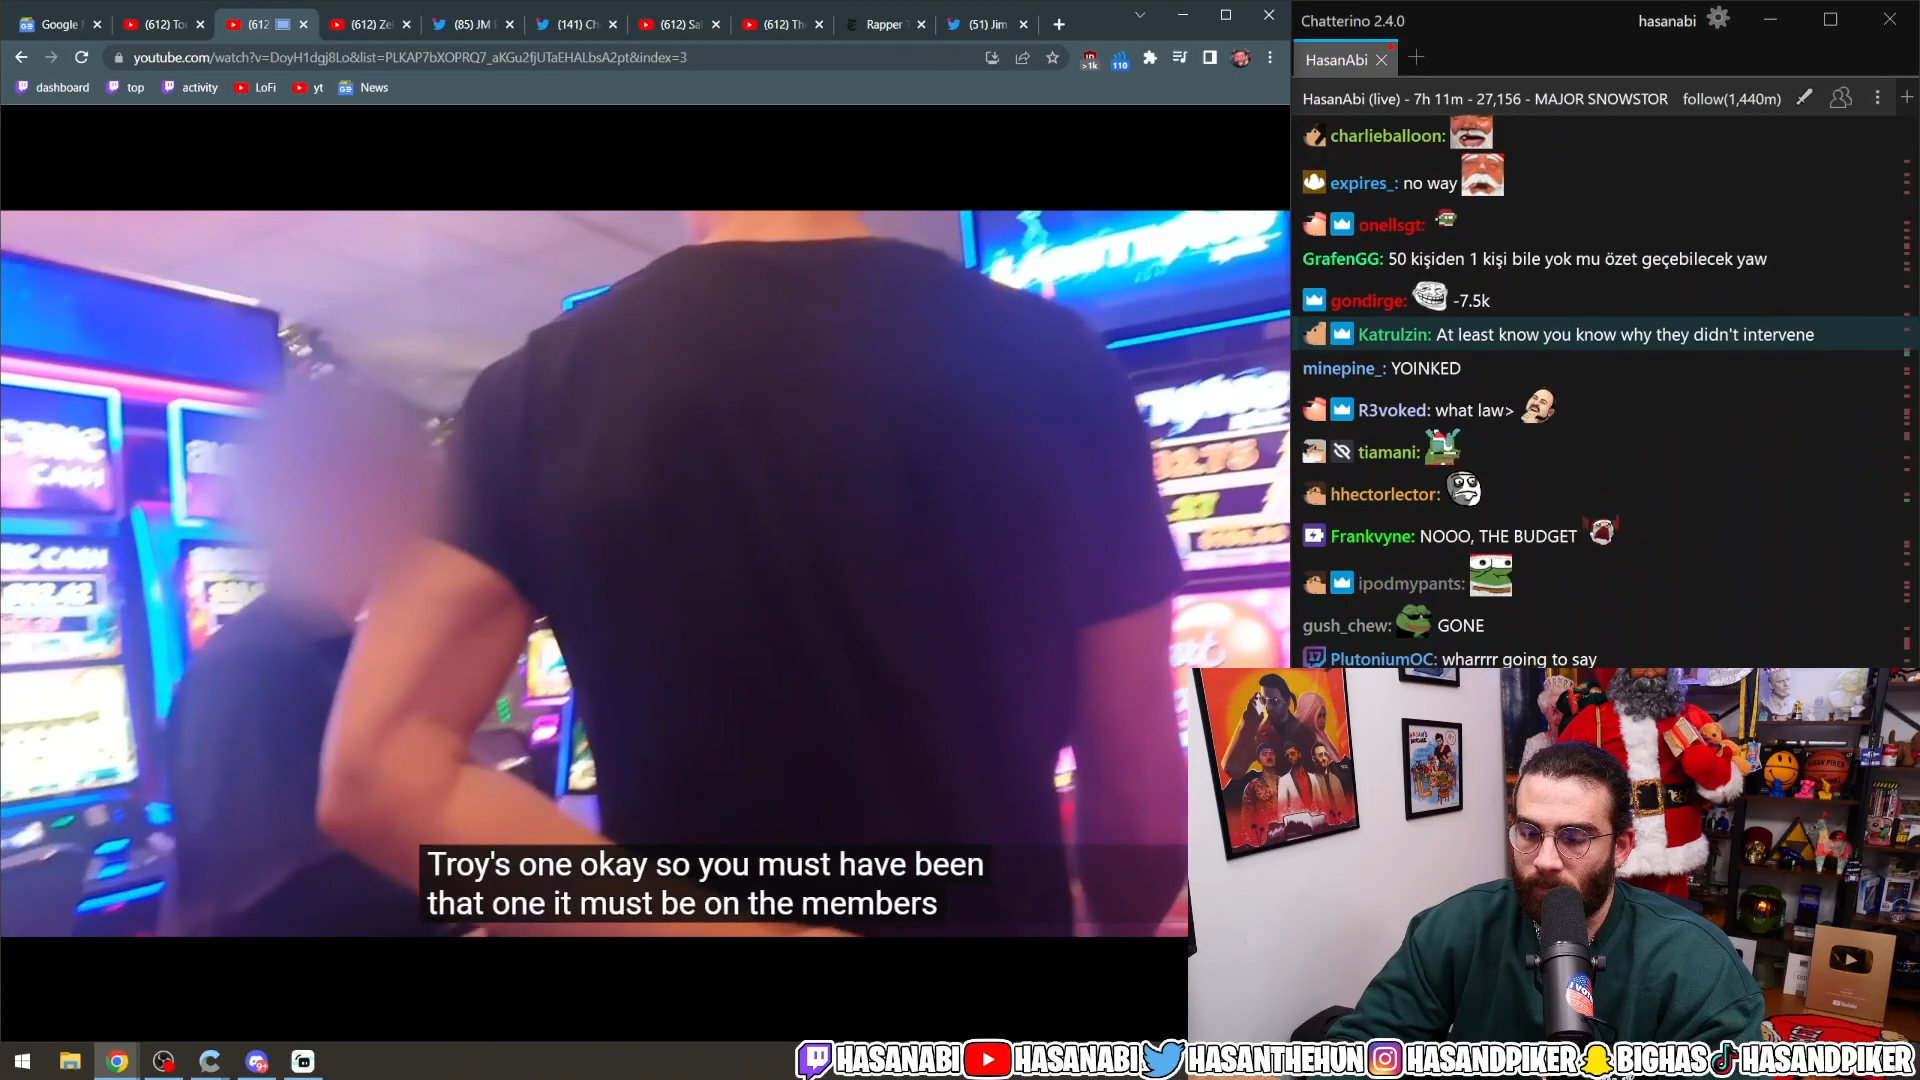 Google
(612) Tor
(612
(612) Ze
(85) JM E
(141) Ch
(612) Sa
(612) Th
Rapper
(51) Jim
youtube.com/watch?v=DoyH1dgj8Lo&list=PLKAP7bXOPRQ7_aKGu2fjUTaEHALbsA2pt&index=3
>1k
110
dashboard
top
activity
LoFi
yt
News
CASH
Troy's one okay so you must have been
that one it must be on the members
Chatterino 2.4.0
hasanabi
HasanAbi
HasanAbi (live) - 7h 11m - 27,156 - MAJOR SNOWSTOR
follow(1,440m)
charlieballoon:
expires_: no way
onellsgt:
GrafenGG: 50 kişiden 1 kişi bile yok mu özet geçebilecek yaw
gondirge: -7.5k
Katrulzin: At least know you know why they didn't intervene
minepine_: YOINKED
R3voked: what law>
tiamani:
hhectorlector:
Frankvyne: NOOO, THE BUDGET
ipodmypants:
gush_chew: GONE
PlutoniumOC: wharrrr going to say
HASANABI
HASANABI
HASANTHEHUN
HASANDPIKER
BIGHAS
HASANDPIKER